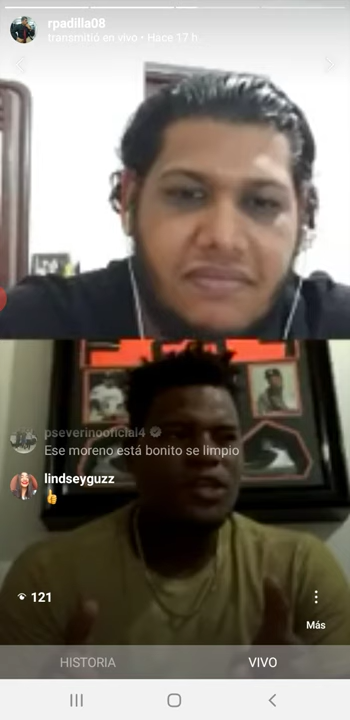 rpadilla08
transmitió en vivo • Hace 17 h
pseverinooficial4
Ese moreno está bonito se limpio
lindseyguzz
121
Más
HISTORIA
VIVO